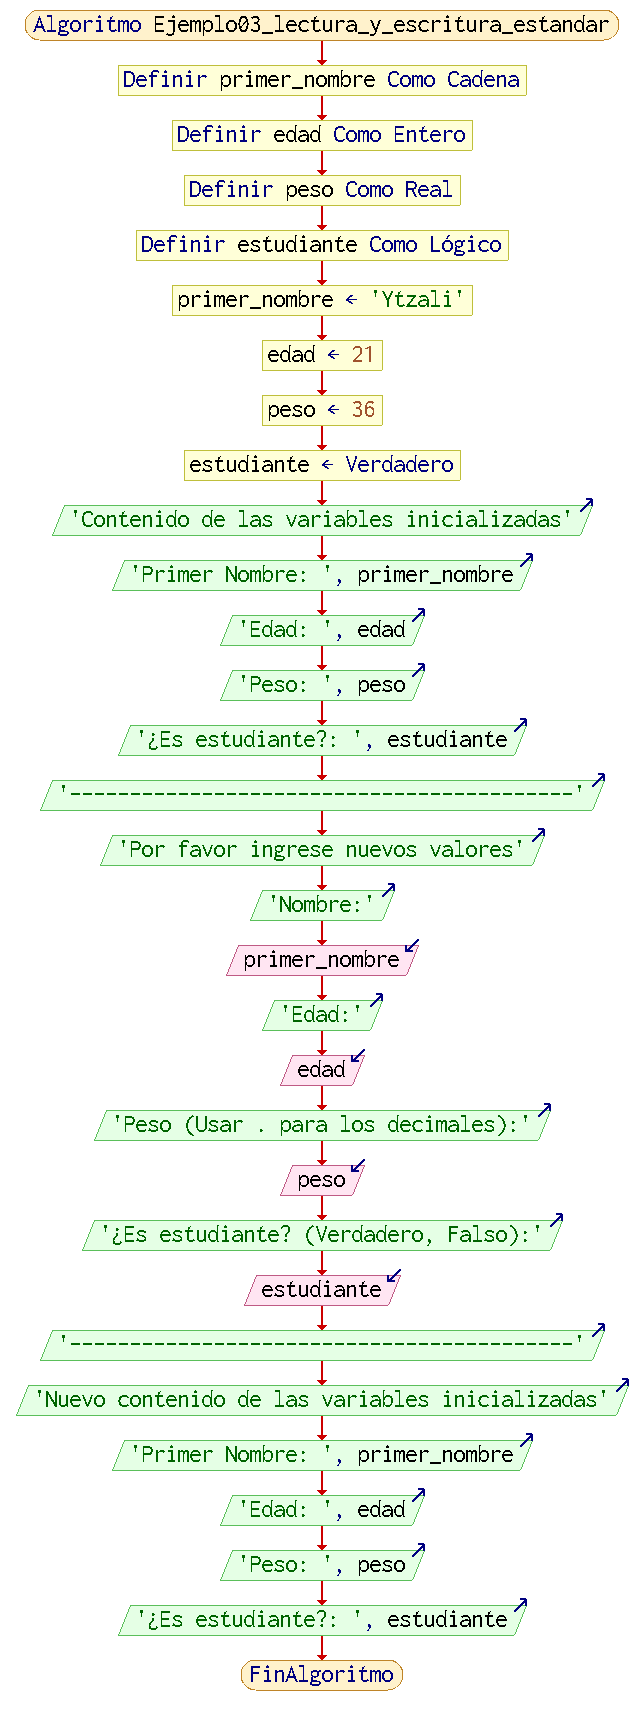 Algoritmo Ejemplo03_lectura_y_escritura_estandar
Definir primer_nombre Como Cadena
Definir edad Como Entero
Definir peso Como Real
Definir estudiante Como Lógico
primer_nombre ← 'Ytzali'
edad ← 21
peso ← 36
estudiante ← Verdadero
'Contenido de las variables inicializadas'
'Primer Nombre: ', primer_nombre
'Edad: ', edad
'Peso: ', peso
'¿Es estudiante?: ', estudiante
'------------------------------------------'
'Por favor ingrese nuevos valores'
'Nombre:'
primer_nombre
'Edad:'
edad
'Peso (Usar . para los decimales):'
peso
'¿Es estudiante? (Verdadero, Falso):'
estudiante
'------------------------------------------'
'Nuevo contenido de las variables inicializadas'
'Primer Nombre: ', primer_nombre
'Edad: ', edad
'Peso: ', peso
'¿Es estudiante?: ', estudiante
FinAlgoritmo